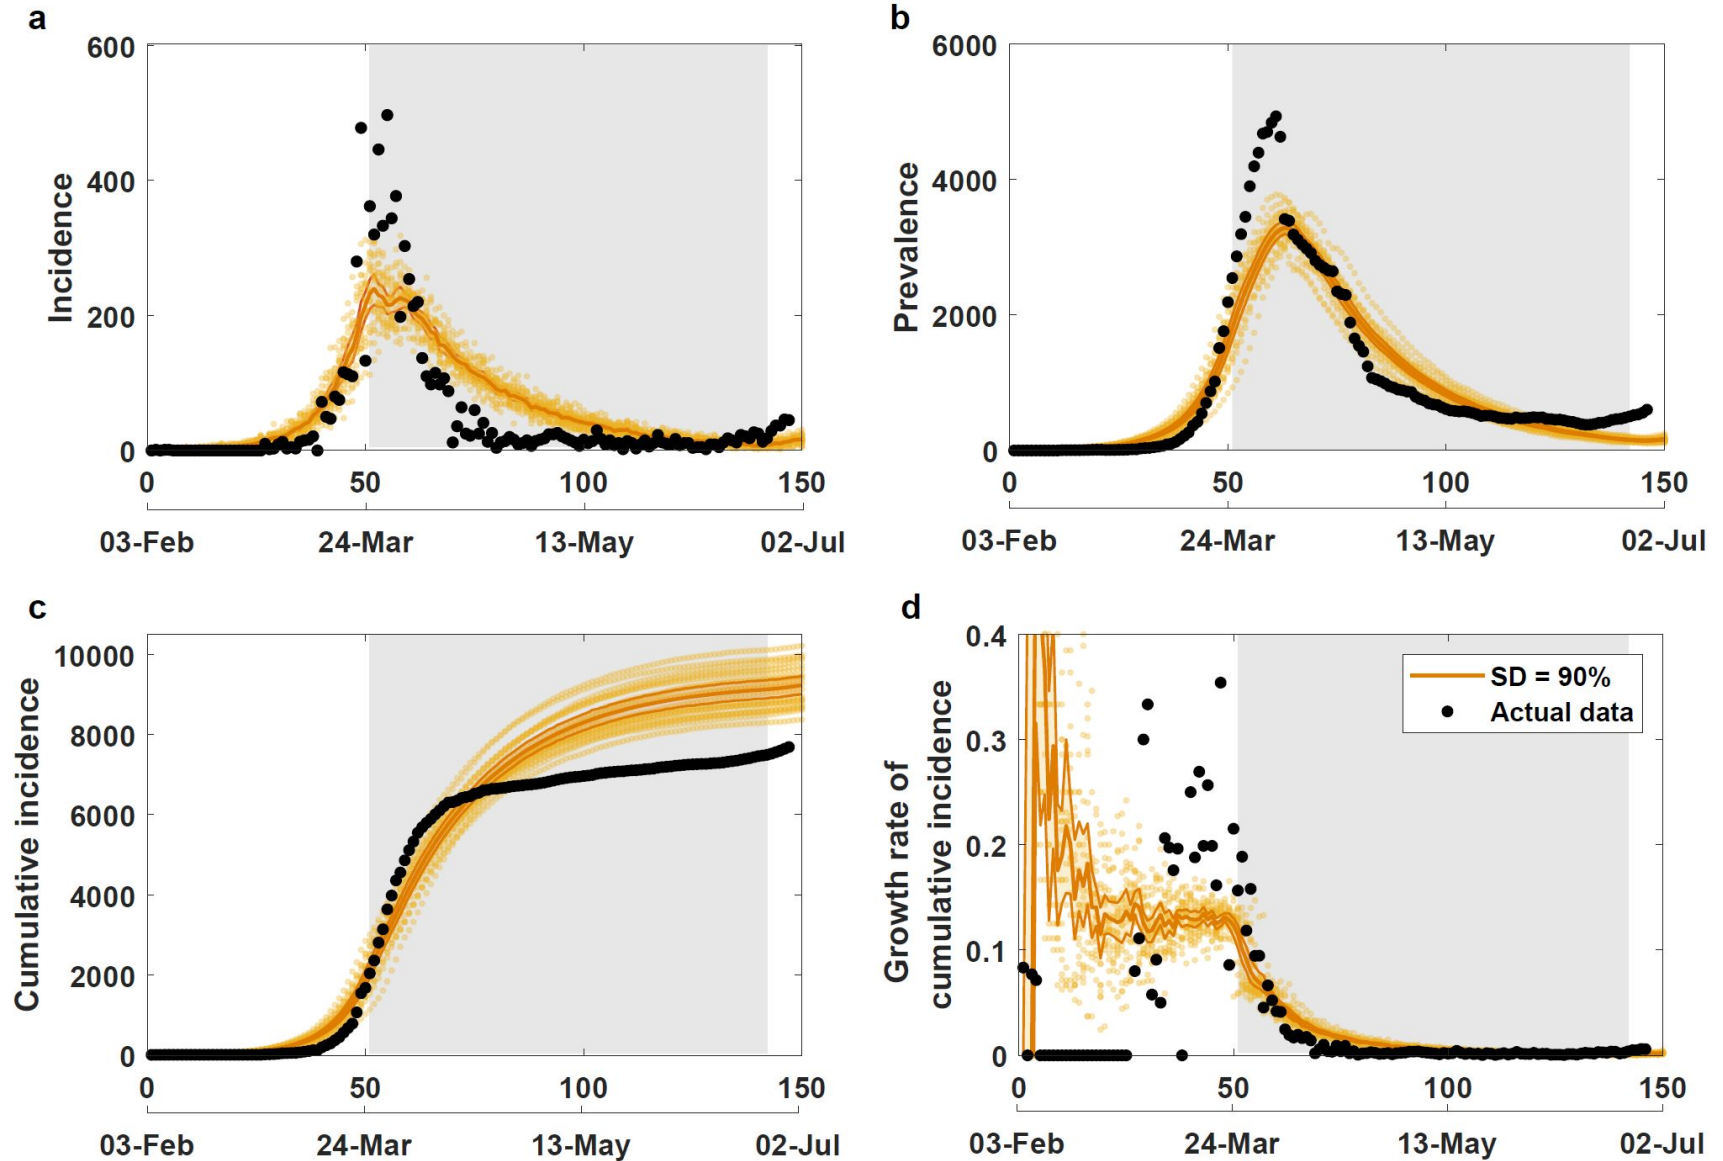 a
600
400
200
0
Incidence
0 50 100 150
03-Feb 24-Mar 13-May 02-Jul
b
6000
4000
2000
0
Prevalence
0 50 100 150
03-Feb 24-Mar 13-May 02-Jul
c
10000
8000
6000
4000
2000
0
Cumulative incidence
0 50 100 150
03-Feb 24-Mar 13-May 02-Jul
d
0.4
0.3
0.2
0.1
0
Growth rate of
cumulative incidence
SD = 90%
Actual data
0 50 100 150
03-Feb 24-Mar 13-May 02-Jul